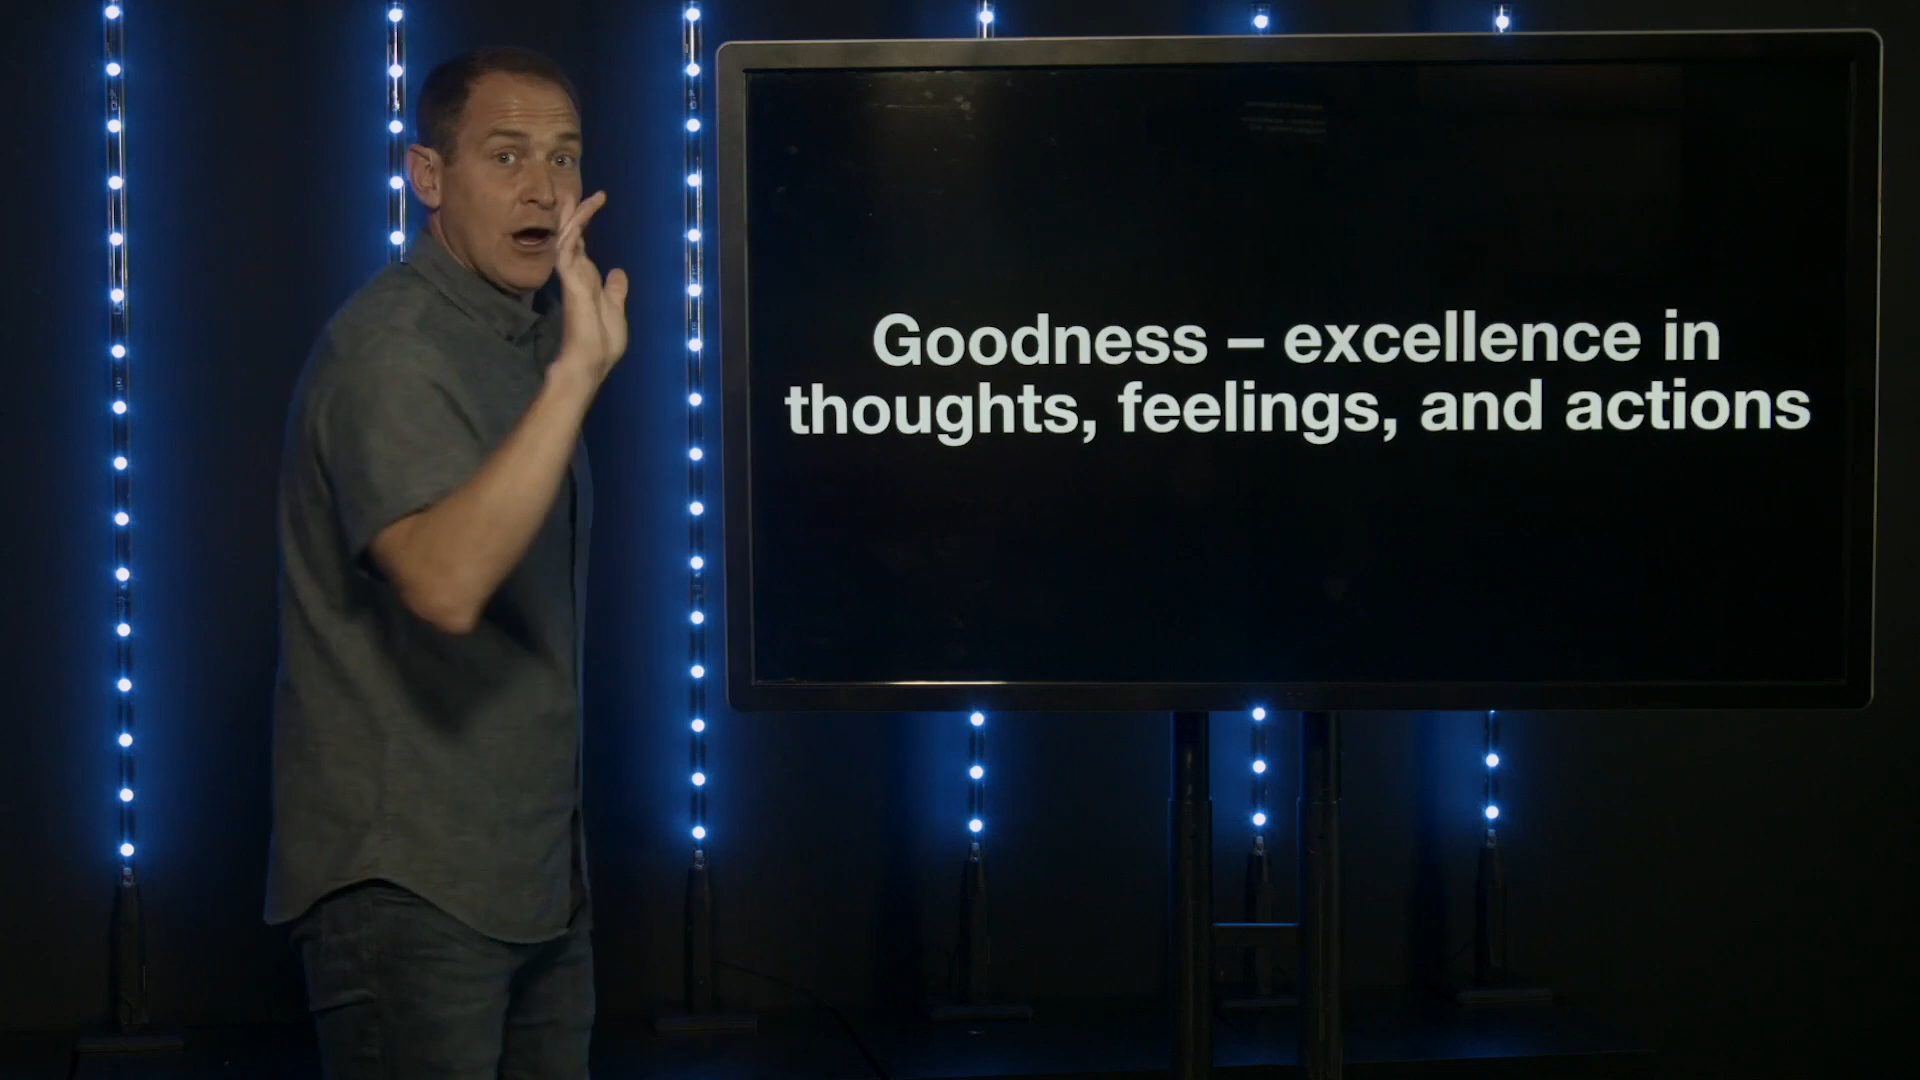 Goodness – excellence in
thoughts, feelings, and actions